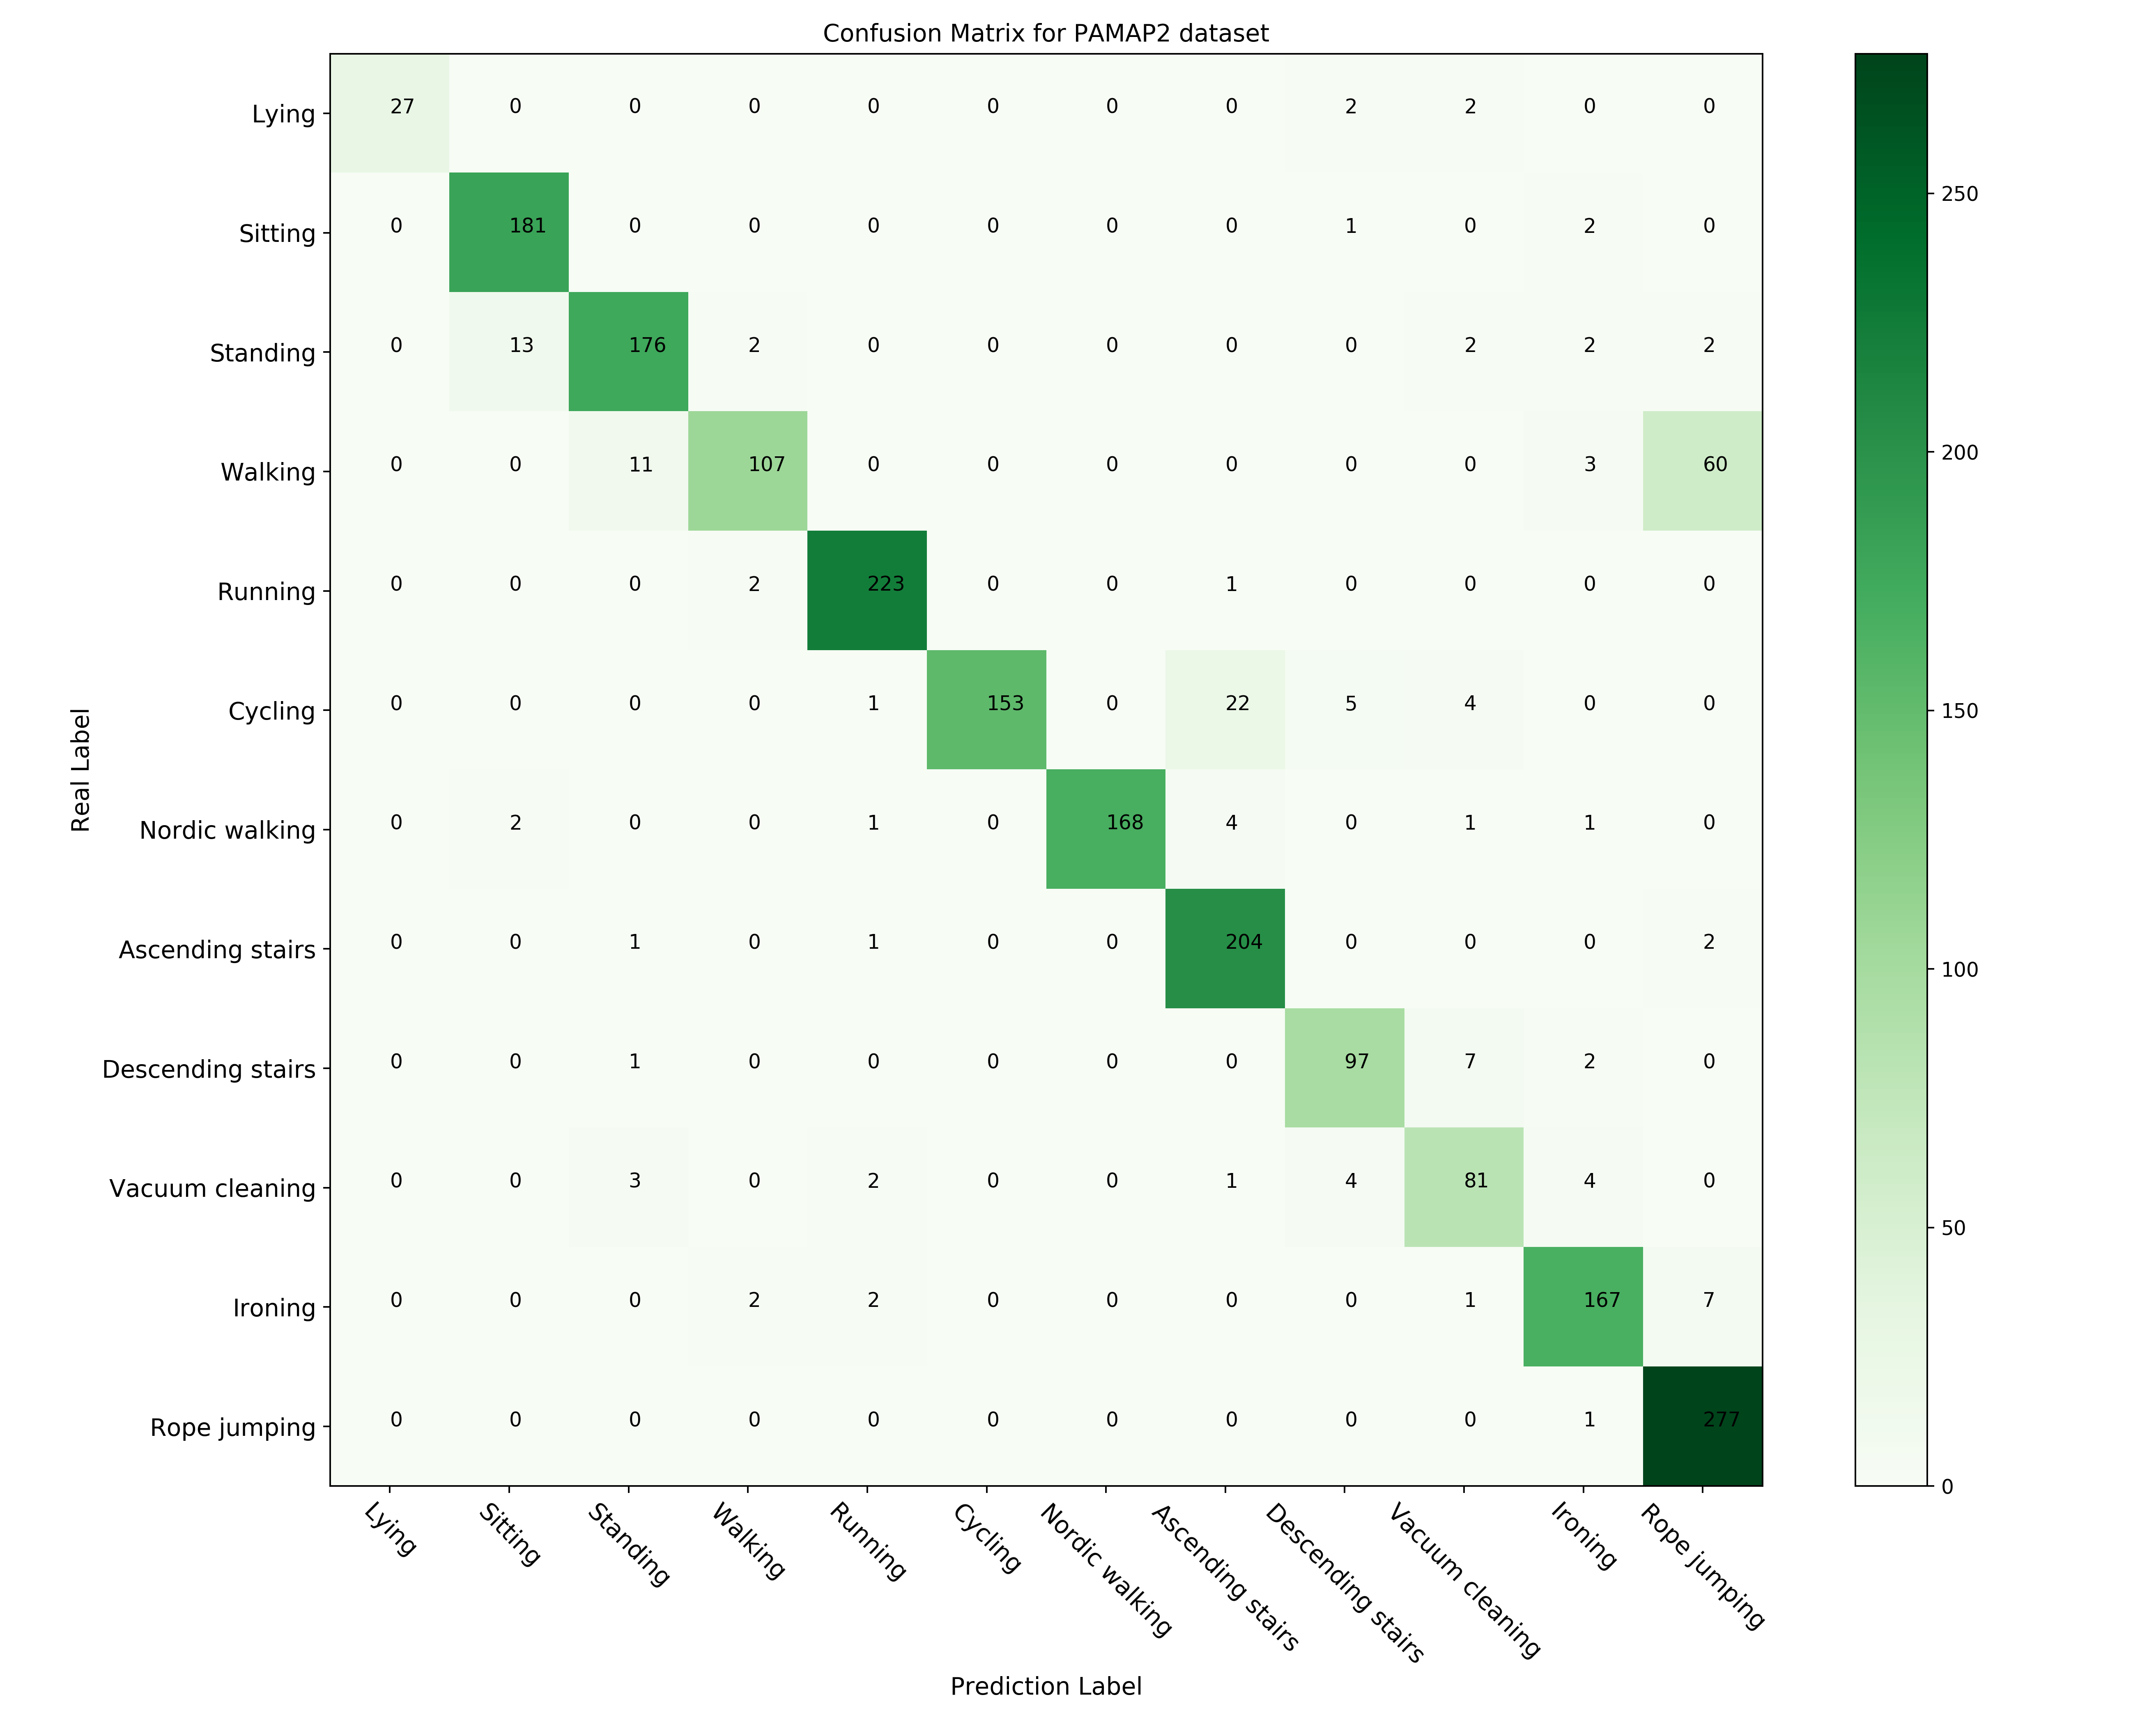 Confusion Matrix for PAMAP2 dataset
Lying 27 0 0 0 0 0 0 0 2 2 0 0
Sitting 0 181 0 0 0 0 0 0 1 0 2 0
Standing 0 13 176 2 0 0 0 0 0 2 2 2
Walking 0 0 11 107 0 0 0 0 0 0 3 60
Running 0 0 0 2 223 0 0 1 0 0 0 0
Cycling 0 0 0 0 1 153 0 22 5 4 0 0
Nordic walking 0 2 0 0 1 0 168 4 0 1 1 0
Ascending stairs 0 0 1 0 1 0 0 204 0 0 0 2
Descending stairs 0 0 1 0 0 0 0 0 97 7 2 0
Vacuum cleaning 0 0 3 0 2 0 0 1 4 81 4 0
Ironing 0 0 0 2 2 0 0 0 0 1 167 7
Rope jumping 0 0 0 0 0 0 0 0 0 0 1 277
Real Label
Lying
Sitting
Standing
Walking
Running
Cycling
Nordic walking
Ascending stairs
Descending stairs
Vacuum cleaning
Ironing
Rope jumping
Prediction Label
250
200
150
100
50
0